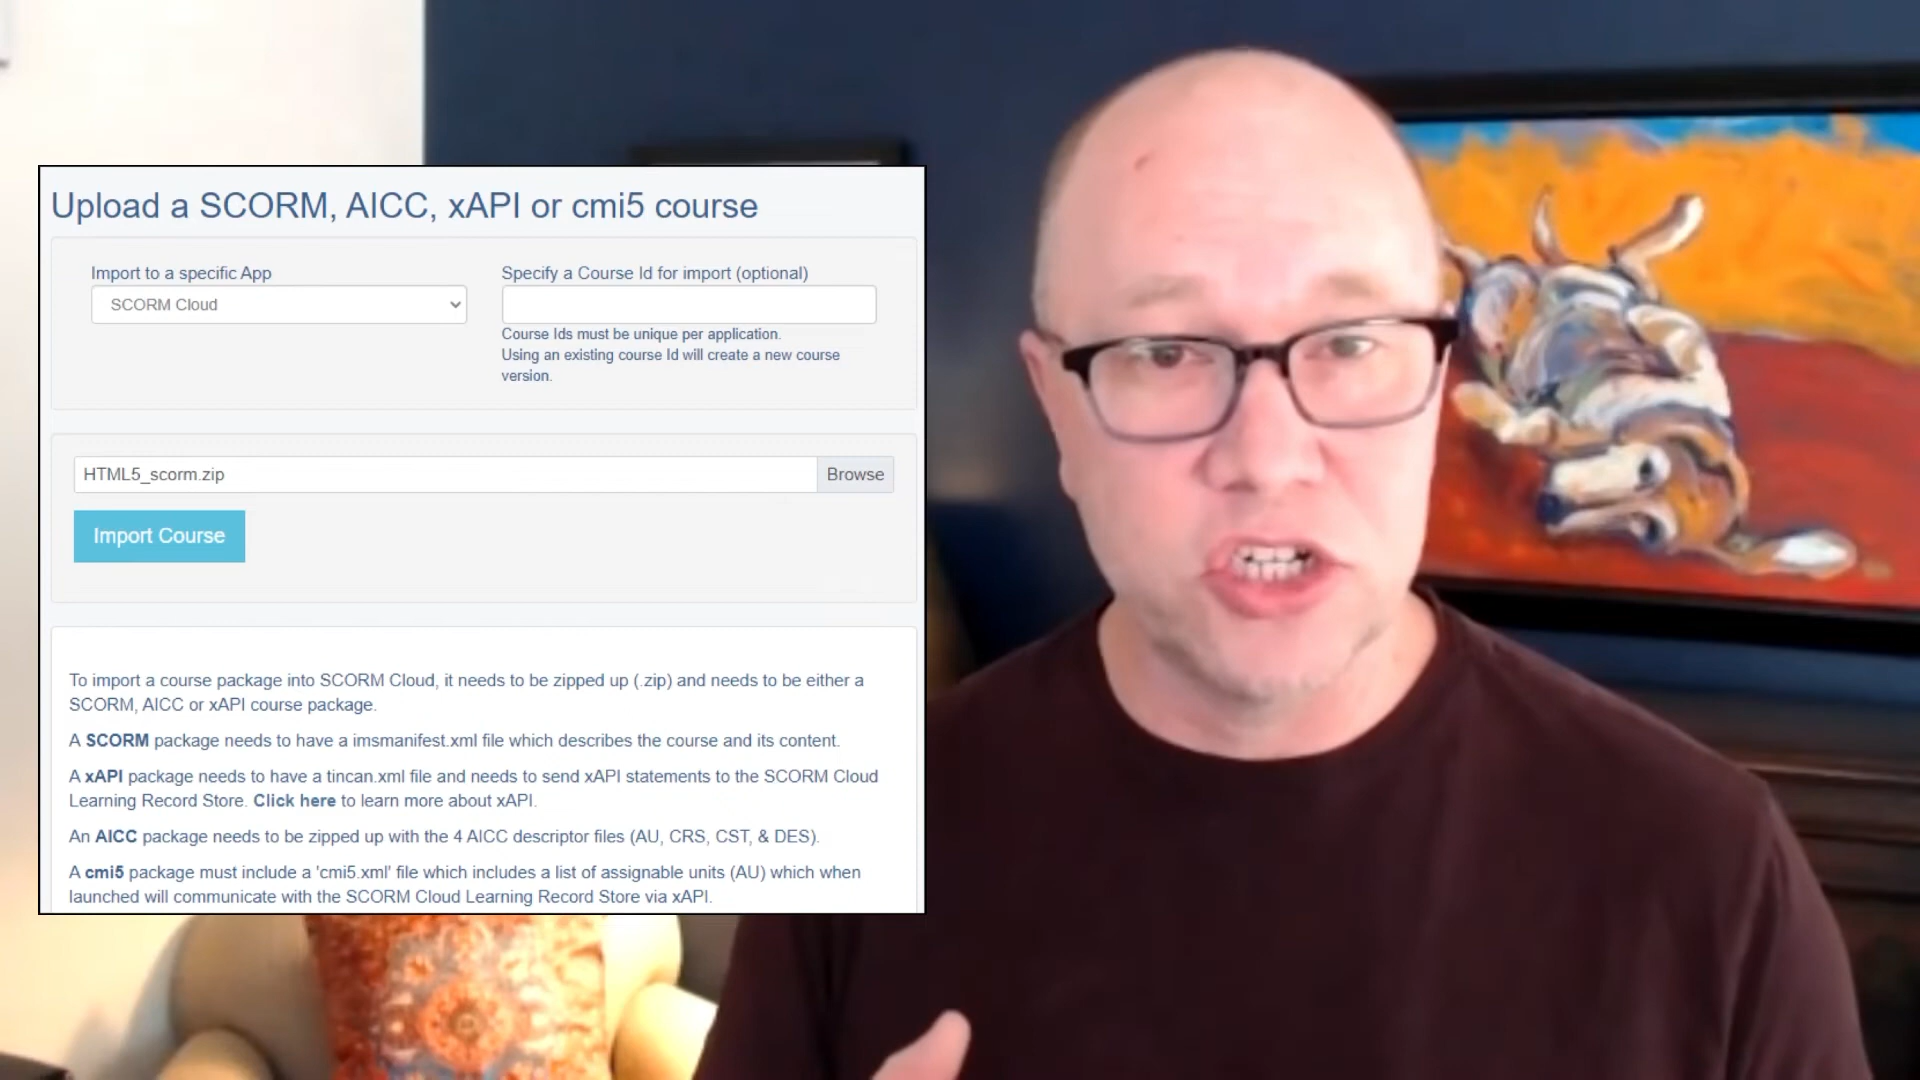 Upload a SCORM, AICC, xAPI or cmi5 course
Import to a specific App
SCORM Cloud
Specify a Course Id for import (optional)
Course Ids must be unique per application.
Using an existing course Id will create a new course
version.
HTML5_scorm.zip
Browse
Import Course
To import a course package into SCORM Cloud, it needs to be zipped up (.zip) and needs to be either a
SCORM, AICC or xAPI course package.
A SCORM package needs to have a imsmanifest.xml file which describes the course and its content.
A xAPI package needs to have a tincan.xml file and needs to send xAPI statements to the SCORM Cloud
Learning Record Store. Click here to learn more about xAPI.
An AICC package needs to be zipped up with the 4 AICC descriptor files (AU, CRS, CST, & DES).
A cmi5 package must include a 'cmi5.xml' file which includes a list of assignable units (AU) which when
launched will communicate with the SCORM Cloud Learning Record Store via xAPI.